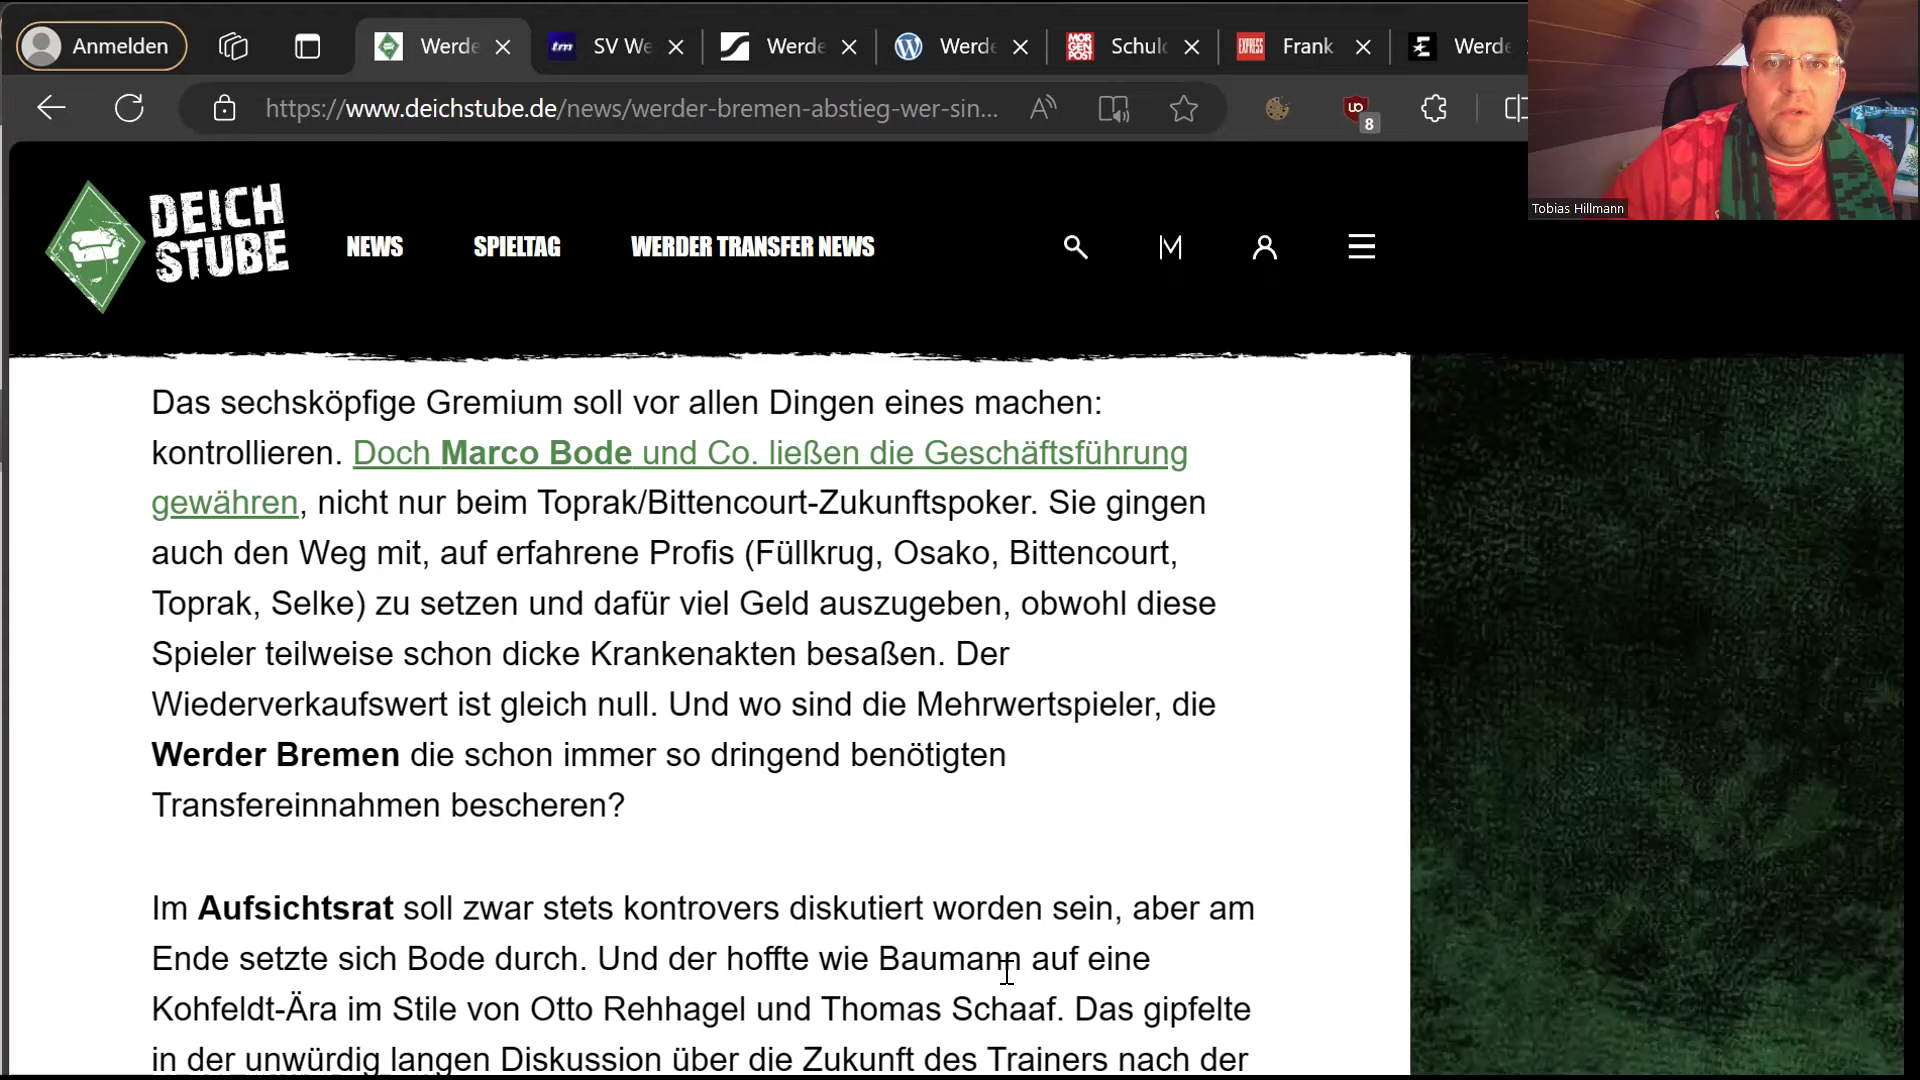 Anmelden
Werde
tm
SV We
Werde
Werde
MOR GEN POST
Schulc
EXPRESS
Frank
Werde
https://www.deichstube.de/news/werder-bremen-abstieg-wer-sin...
8
Tobias Hillmann
DEICH
STUBE
NEWS
SPIELTAG
WERDER TRANSFER NEWS
M
Das sechsköpfige Gremium soll vor allen Dingen eines machen:
kontrollieren. Doch Marco Bode und Co. ließen die Geschäftsführung
gewähren, nicht nur beim Toprak/Bittencourt-Zukunftspoker. Sie gingen
auch den Weg mit, auf erfahrene Profis (Füllkrug, Osako, Bittencourt,
Toprak, Selke) zu setzen und dafür viel Geld auszugeben, obwohl diese
Spieler teilweise schon dicke Krankenakten besaßen. Der
Wiederverkaufswert ist gleich null. Und wo sind die Mehrwertspieler, die
Werder Bremen die schon immer so dringend benötigten
Transfereinnahmen bescheren?
Im Aufsichtsrat soll zwar stets kontrovers diskutiert worden sein, aber am
Ende setzte sich Bode durch. Und der hoffte wie Baumann auf eine
Kohfeldt-Ära im Stile von Otto Rehhagel und Thomas Schaaf. Das gipfelte
in der unwürdig langen Diskussion über die Zukunft des Trainers nach der